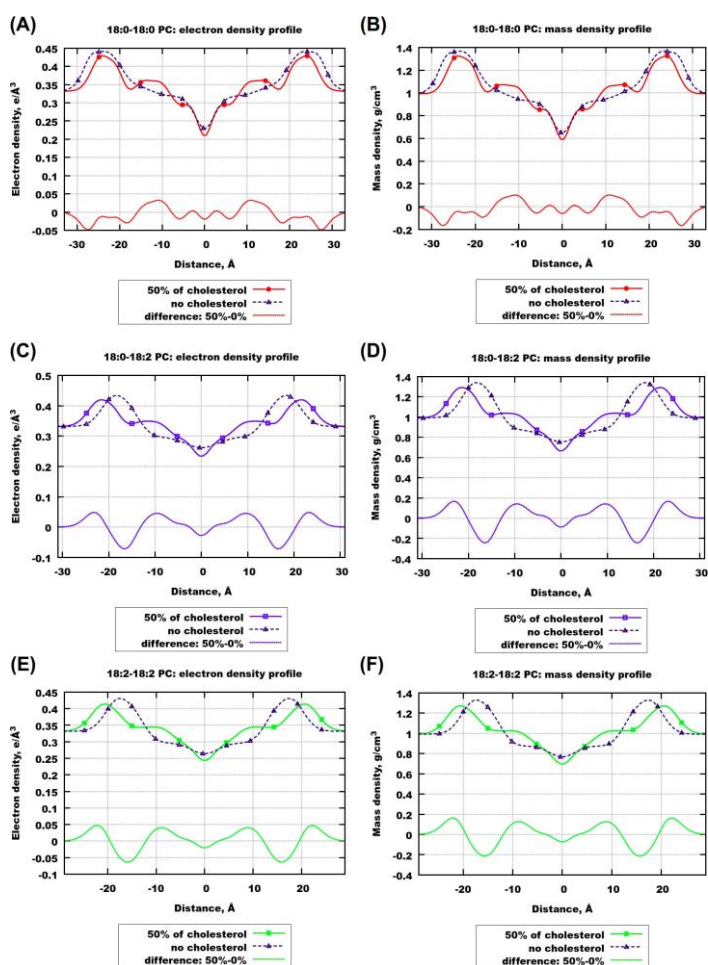 (A)
18:0-18:0 PC: electron density profile
Electron density, e/Å³
0.45
0.4
0.35
0.3
0.25
0.2
0.15
0.1
0.05
0
-0.05
-30 -20 -10 0 10 20 30
Distance, Å
50% of cholesterol
no cholesterol
difference: 50%-0%
(B)
18:0-18:0 PC: mass density profile
Mass density, g/cm³
1.4
1.2
1
0.8
0.6
0.4
0.2
0
-0.2
-30 -20 -10 0 10 20 30
Distance, Å
50% of cholesterol
no cholesterol
difference: 50%-0%
(C)
18:0-18:2 PC: electron density profile
Electron density, e/Å³
0.5
0.4
0.3
0.2
0.1
0
-0.1
-30 -20 -10 0 10 20 30
Distance, Å
50% of cholesterol
no cholesterol
difference: 50%-0%
(D)
18:0-18:2 PC: mass density profile
Mass density, g/cm³
1.4
1.2
1
0.8
0.6
0.4
0.2
0
-0.2
-0.4
-30 -20 -10 0 10 20 30
Distance, Å
50% of cholesterol
no cholesterol
difference: 50%-0%
(E)
18:2-18:2 PC: electron density profile
Electron density, e/Å³
0.45
0.4
0.35
0.3
0.25
0.2
0.15
0.1
0.05
0
-0.05
-0.1
-20 -10 0 10 20
Distance, Å
50% of cholesterol
no cholesterol
difference: 50%-0%
(F)
18:2-18:2 PC: mass density profile
Mass density, g/cm³
1.4
1.2
1
0.8
0.6
0.4
0.2
0
-0.2
-0.4
-20 -10 0 10 20
Distance, Å
50% of cholesterol
no cholesterol
difference: 50%-0%